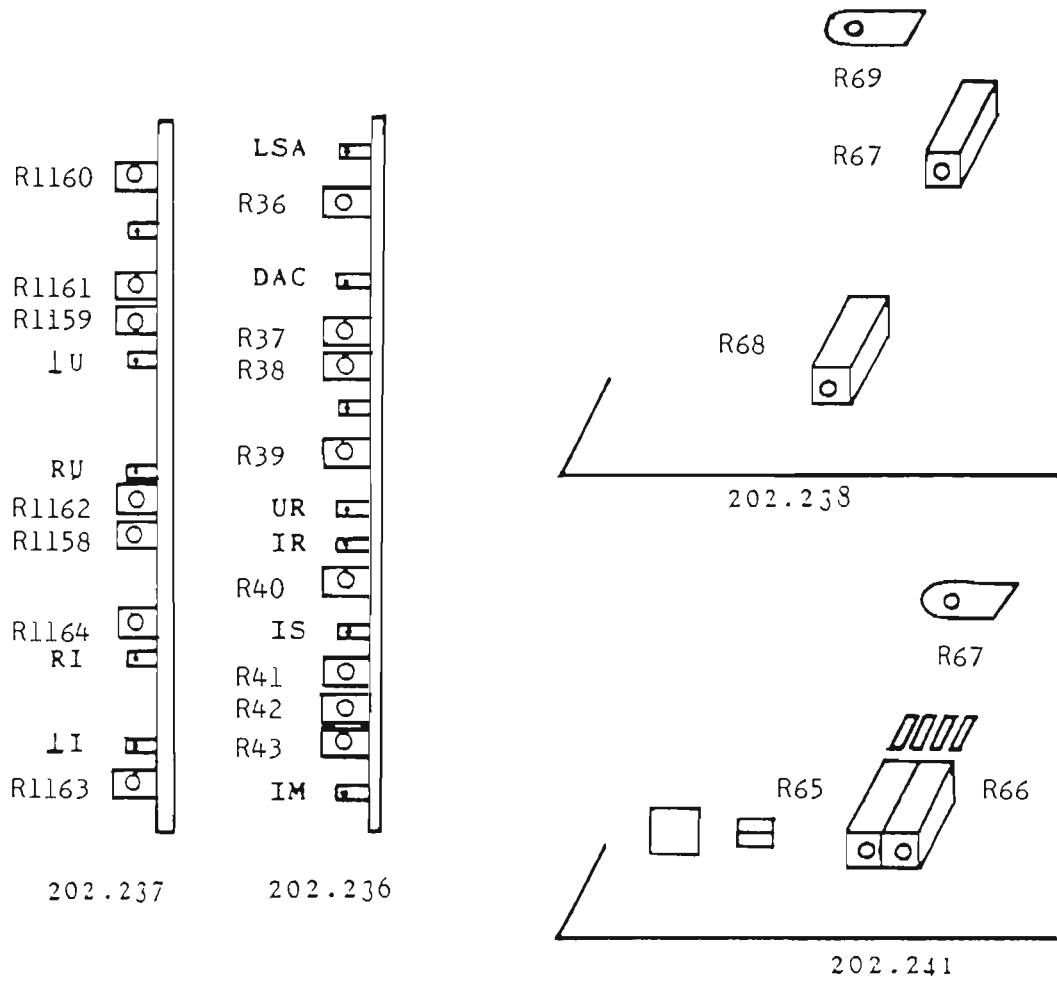 R1160
R1161
R1159
⊥U
RU
R1162
R1158
R1164
RI
⊥I
R1163
202.237
LSA
R36
DAC
R37
R38
R39
UR
IR
R40
IS
R41
R42
R43
IM
202.236
R69
R67
R68
202.238
R67
R65
R66
202.241